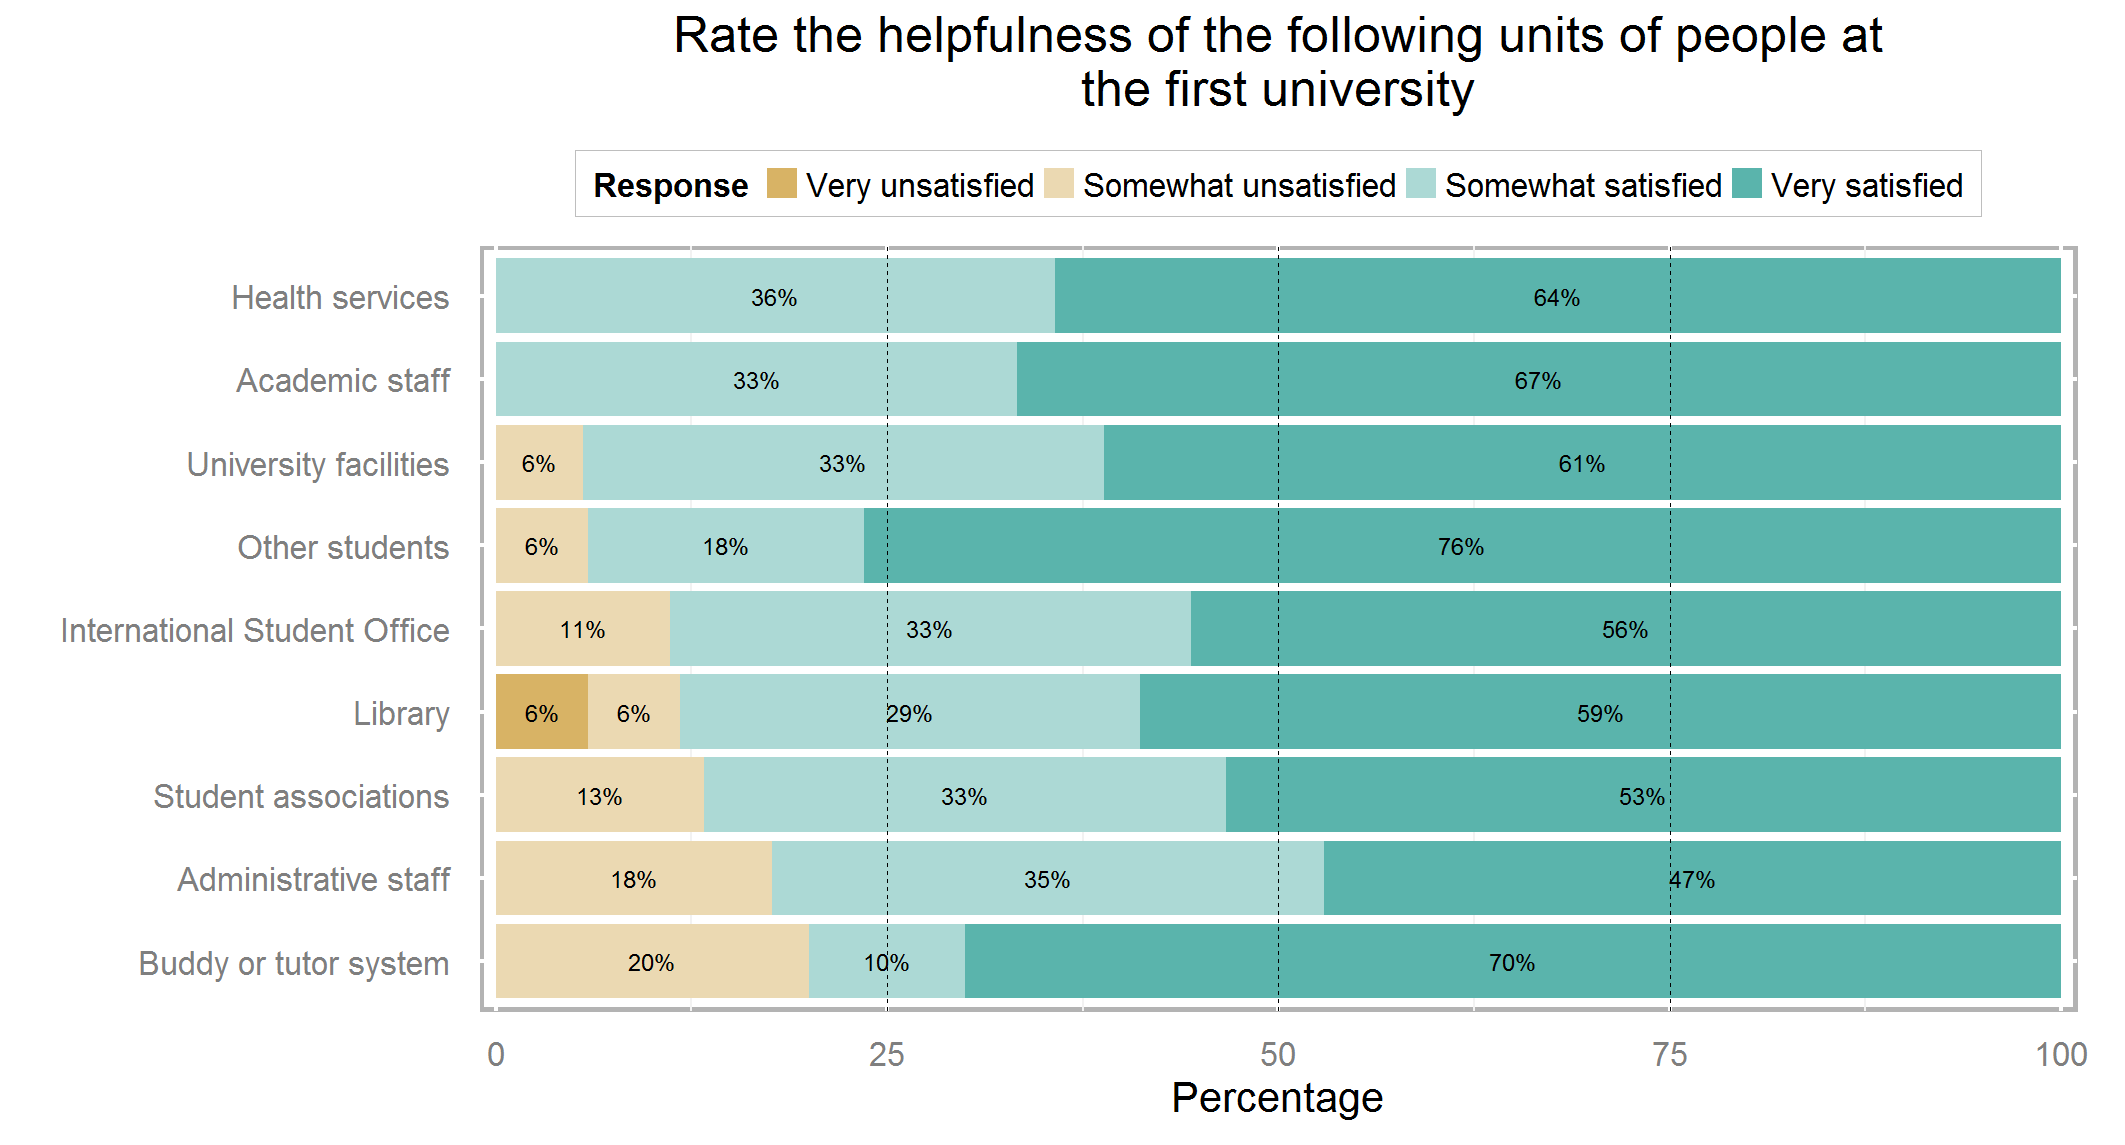 Rate the helpfulness of the following units of people at
the first university
Response Very unsatisfied Somewhat unsatisfied Somewhat satisfied Very satisfied
Health services 36% 64%
Academic staff 33% 67%
University facilities 6% 33% 61%
Other students 6% 18% 76%
International Student Office 11% 33% 56%
Library 6% 6% 29% 59%
Student associations 13% 33% 53%
Administrative staff 18% 35% 47%
Buddy or tutor system 20% 10% 70%
0 25 50 75 100
Percentage